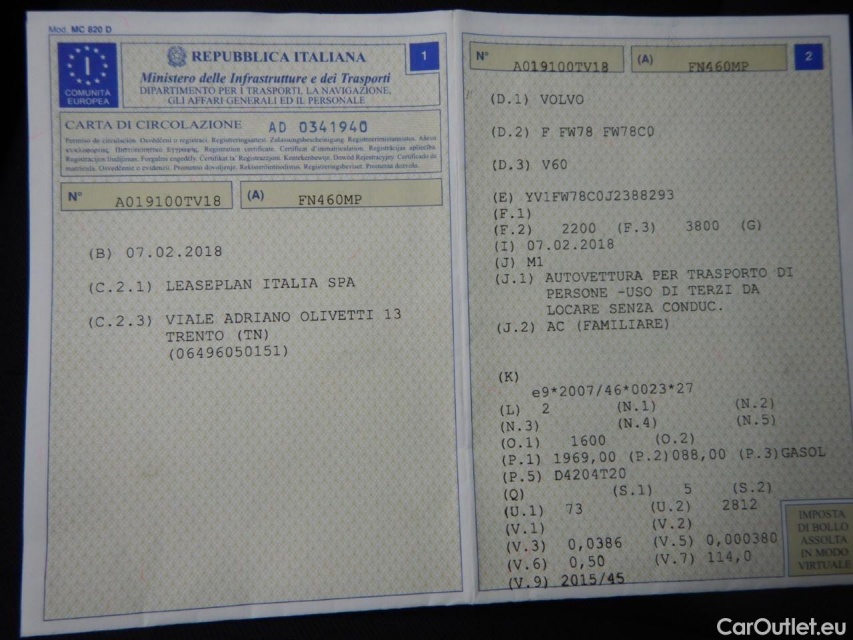 Mod. MC 820 D
I
COMUNITÀ
EUROPEA
REPUBBLICA ITALIANA
Ministero delle Infrastrutture e dei Trasporti
DIPARTIMENTO PER I TRASPORTI, LA NAVIGAZIONE,
GLI AFFARI GENERALI ED IL PERSONALE
1
CARTA DI CIRCOLAZIONE AD 0341940
N° A019100TV18 (A) FN460MP
(B) 07.02.2018
(C.2.1) LEASEPLAN ITALIA SPA
(C.2.3) VIALE ADRIANO OLIVETTI 13
TRENTO (TN)
(06496050151)
N° A019100TV18 (A) FN460MP
2
(D.1) VOLVO
(D.2) F FW78 FW78C0
(D.3) V60
(E) YV1FW78C0J2388293
(F.1)
(F.2) 2200 (F.3) 3800 (G)
(I) 07.02.2018
(J) M1
(J.1) AUTOVETTURA PER TRASPORTO DI
PERSONE -USO DI TERZI DA
LOCARE SENZA CONDUC.
(J.2) AC (FAMILIARE)
(K)
e9*2007/46*0023*27
(L) 2 (N.1) (N.2)
(N.3) (N.4) (N.5)
(O.1) 1600 (O.2)
(P.1) 1969,00 (P.2)088,00 (P.3)GASOL
(P.5) D4204T20
(Q) (S.1) 5 (S.2)
(U.1) 73 (U.2) 2812
(V.1) (V.2)
(V.3) 0,0386 (V.5) 0,000380
(V.6) 0,50 (V.7) 114,0
(V.9) 2015/45
IMPOSTA
DI BOLLO
ASSOLTA
IN MODO
VIRTUALE
CarOutlet.eu